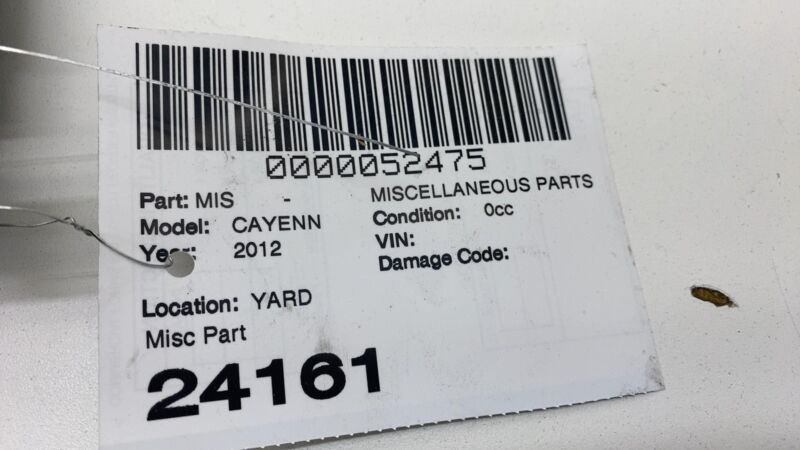 0000052475
Part: MIS - MISCELLANEOUS PARTS
Model: CAYENN Condition: 0cc
Year: 2012 VIN:
Damage Code:
Location: YARD
Misc Part
24161